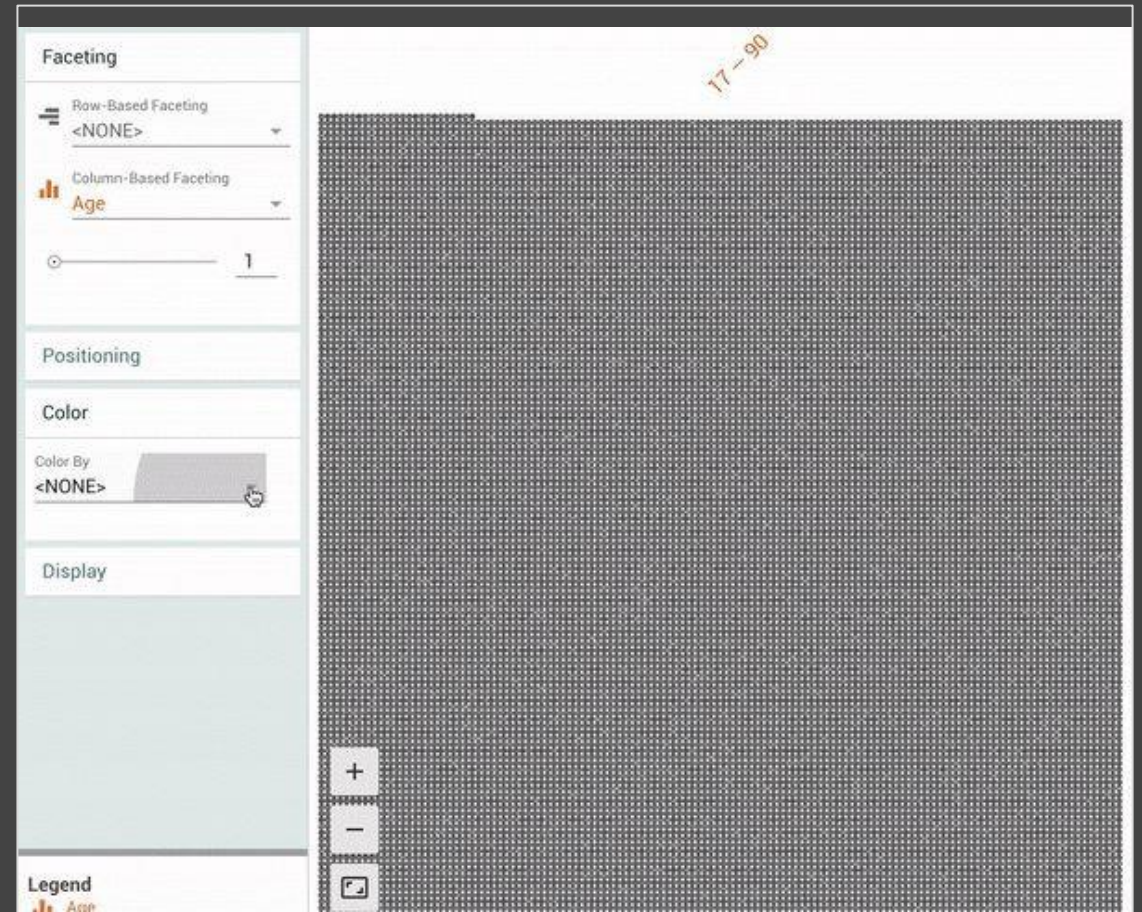 Faceting
Row-Based Faceting
<NONE>
Column-Based Faceting
Age
1
Positioning
Color
Color By
<NONE>
Display
Legend
Age
17 – 90
+
−